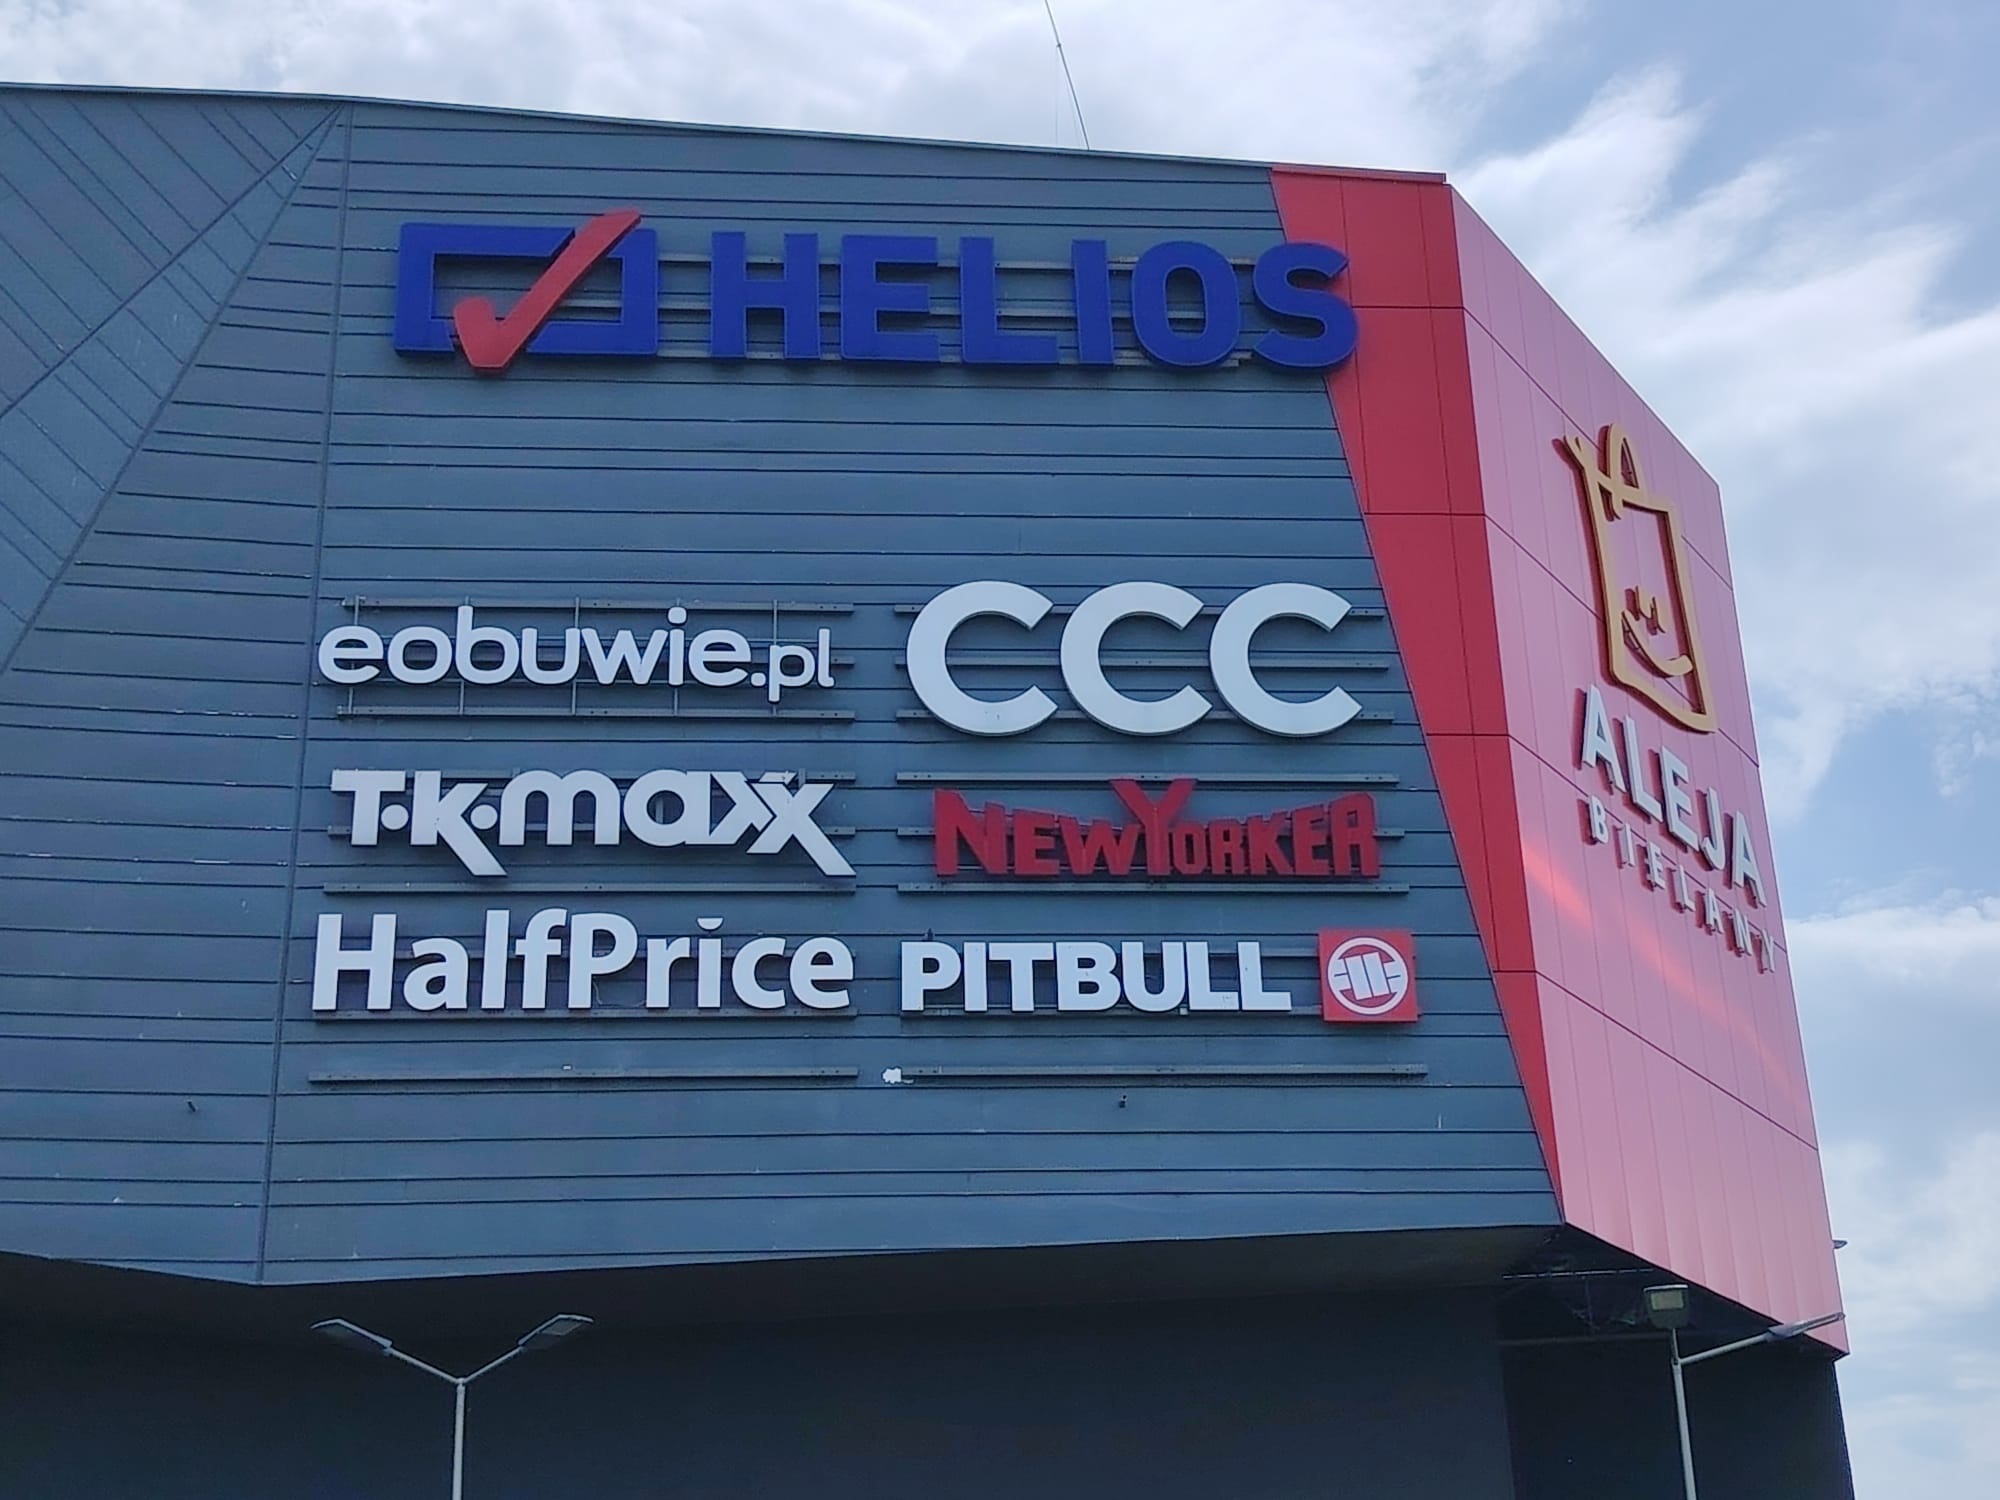 HELIOS
eobuwie.pl
CCC
T·K·maxx
NEWYORKER
HalfPrice
PITBULL
ALEJA
BIELANY